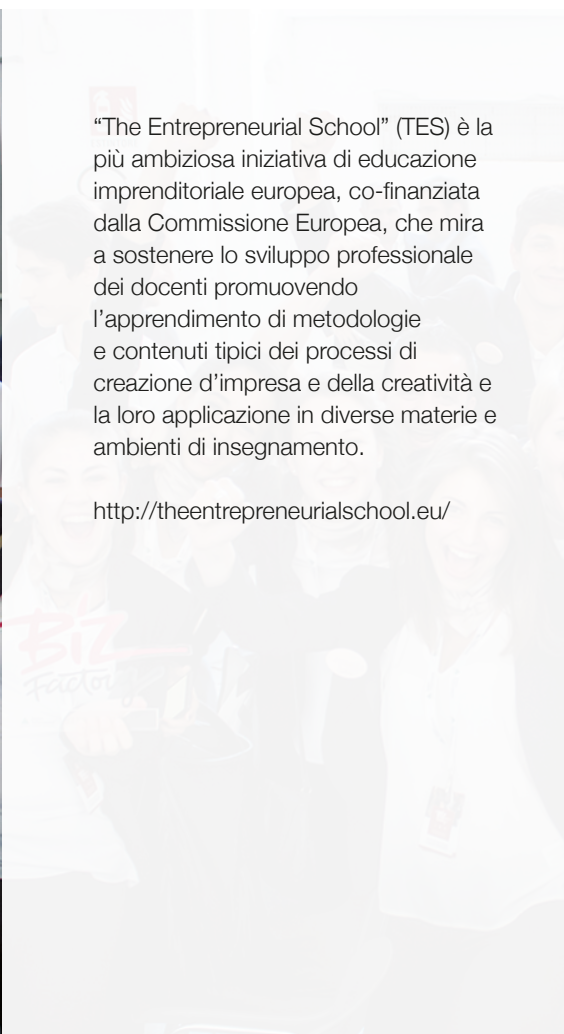 “The Entrepreneurial School” (TES) è la
più ambiziosa iniziativa di educazione
imprenditoriale europea, co-finanziata
dalla Commissione Europea, che mira
a sostenere lo sviluppo professionale
dei docenti promuovendo
l’apprendimento di metodologie
e contenuti tipici dei processi di
creazione d’impresa e della creatività e
la loro applicazione in diverse materie e
ambienti di insegnamento.
http://theentrepreneurialschool.eu/
BiZ
Factory